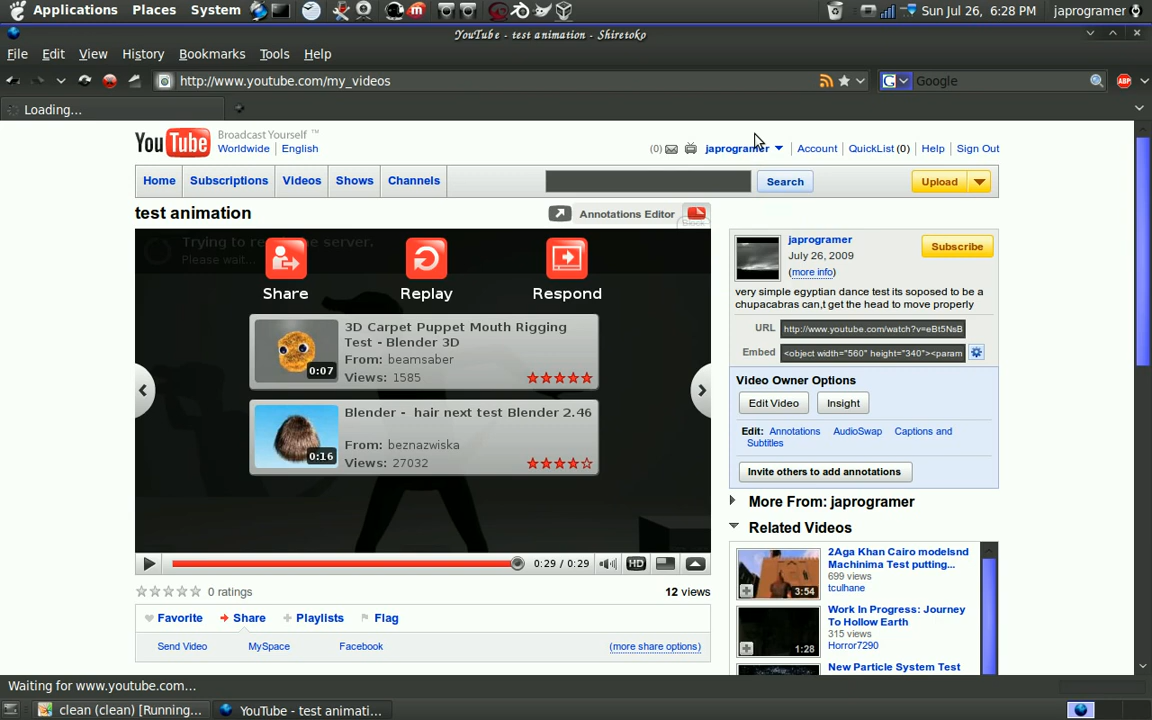 Applications Places System Sun Jul 26, 6:28 PM japrogramer
YouTube - test animation - Shiretoko
File Edit View History Bookmarks Tools Help
http://www.youtube.com/my_videos Google ABP
Loading...
YouTube Broadcast Yourself ™
Worldwide English (0) japrogramer Account QuickList (0) Help Sign Out
Home Subscriptions Videos Shows Channels Search Upload
test animation Annotations Editor
Trying to
Please wait...
Share Replay Respond
3D Carpet Puppet Mouth Rigging
Test - Blender 3D
From: beamsaber
0:07 Views: 1585
Blender - hair next test Blender 2.46
From: beznazwiska
0:16 Views: 27032
0:29 / 0:29 HD
0 ratings 12 views
Favorite Share Playlists Flag
Send Video MySpace Facebook (more share options)
japrogramer Subscribe
July 26, 2009
(more info)
very simple egyptian dance test its soposed to be a
chupacabras can,t get the head to move properly
URL http://www.youtube.com/watch?v=eBt5NsB
Embed <object width="560" height="340"><param
Video Owner Options
Edit Video Insight
Edit: Annotations AudioSwap Captions and
Subtitles
Invite others to add annotations
More From: japrogramer
Related Videos
2Aga Khan Cairo modelsnd
Machinima Test putting...
699 views
tculhane
3:54
Work In Progress: Journey
To Hollow Earth
315 views
Horror7290
1:28
New Particle System Test
Waiting for www.youtube.com...
clean (clean) [Running... YouTube - test animati...